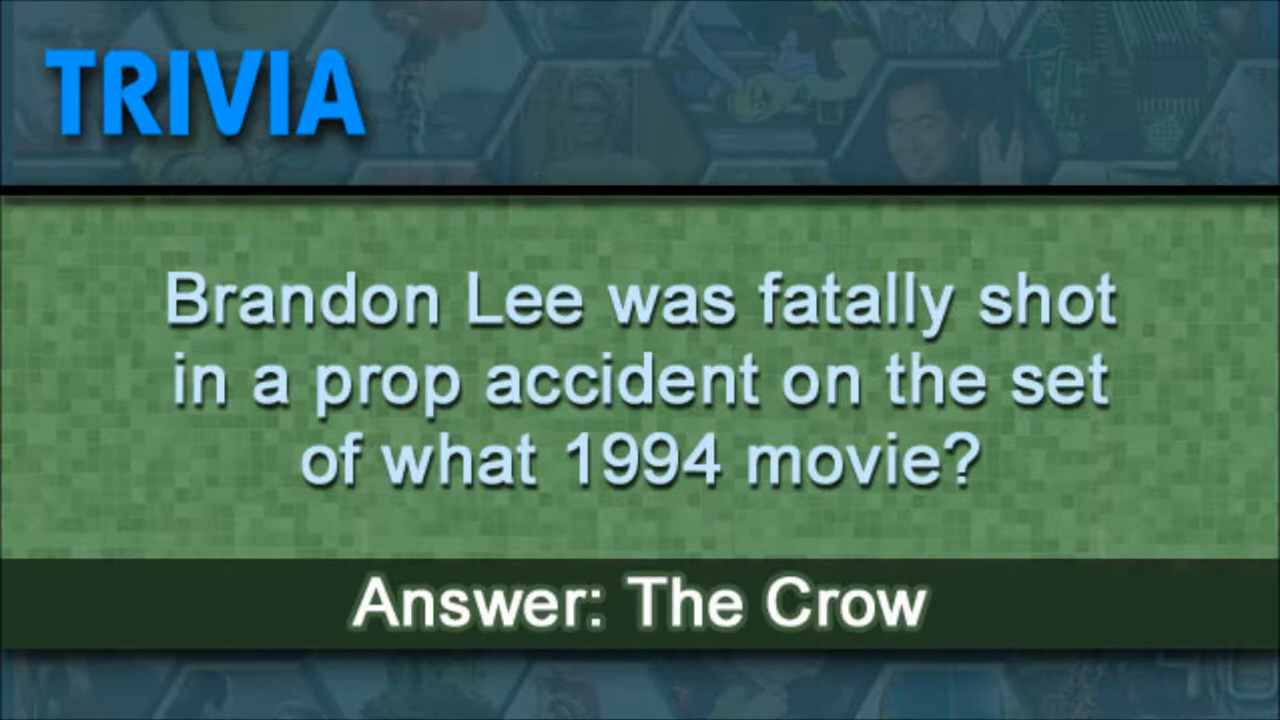 TRIVIA
Brandon Lee was fatally shot
in a prop accident on the set
of what 1994 movie?
Answer: The Crow